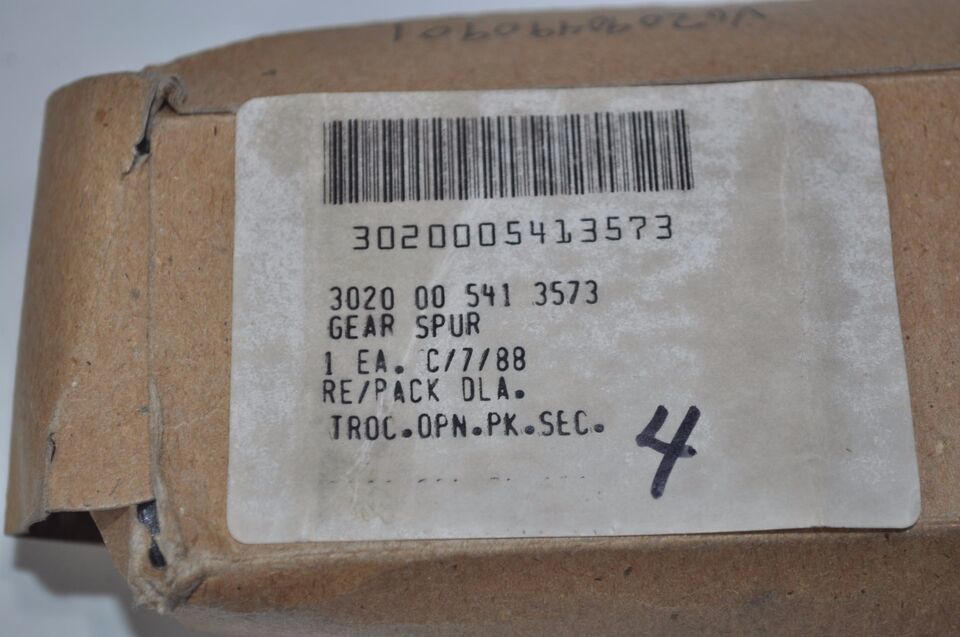 3020005413573
3020 00 541 3573
GEAR SPUR
1 EA. C/7/88
RE/PACK DLA.
TROC.OPN.PK.SEC.
4